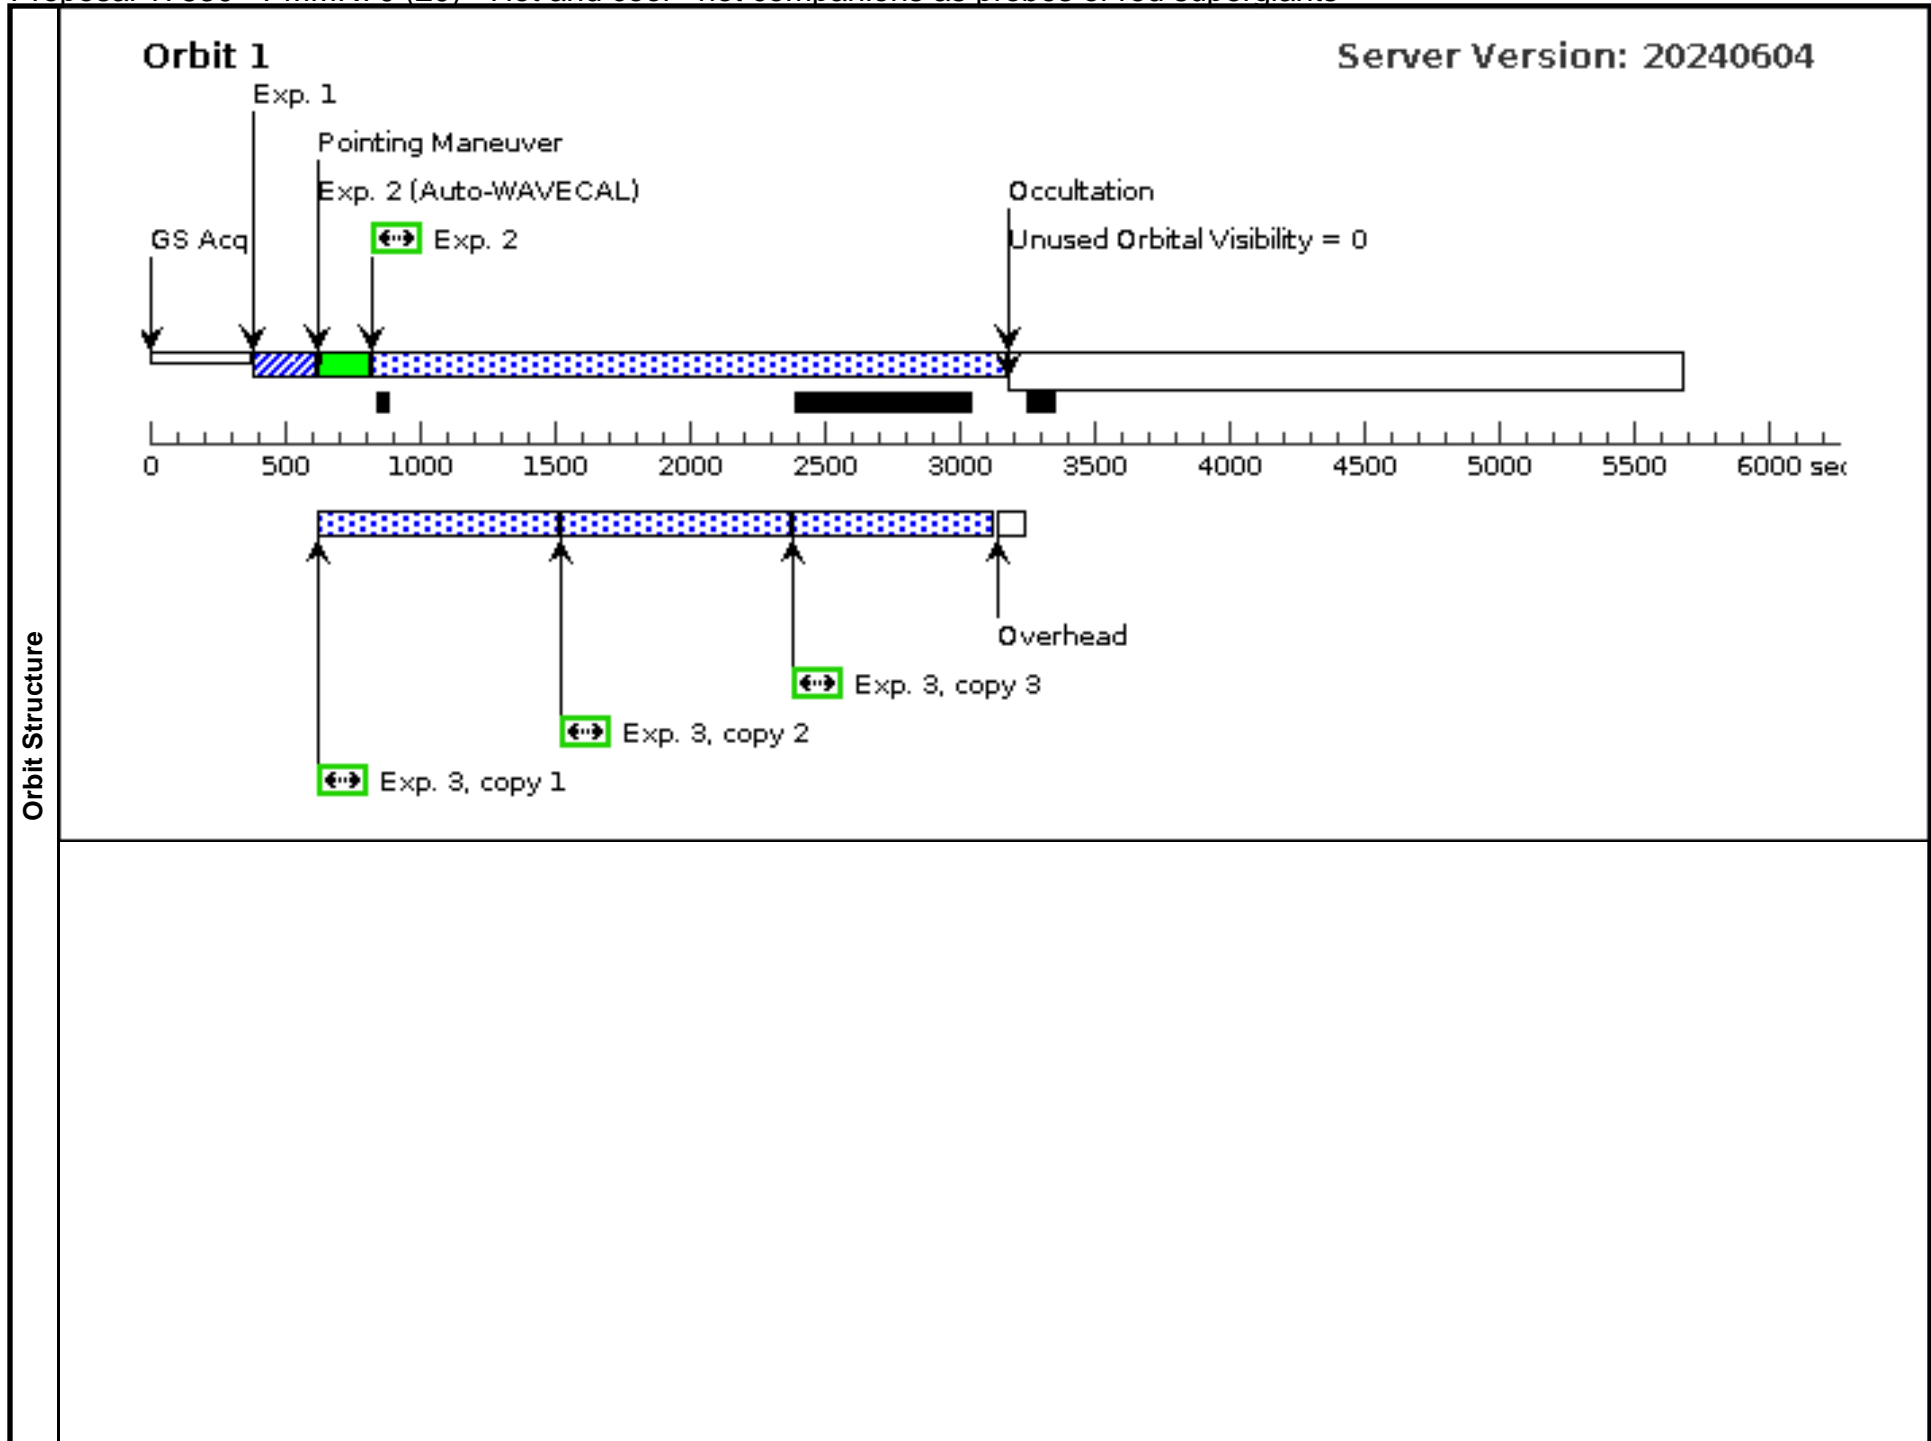 Orbit 1
Server Version: 20240604
Exp. 1
Pointing Maneuver
Exp. 2 (Auto-WAVECAL)
Occultation
GS Acq
Exp. 2
Unused Orbital Visibility = 0
0 500 1000 1500 2000 2500 3000 3500 4000 4500 5000 5500 6000 sec
Overhead
Exp. 3, copy 3
Exp. 3, copy 2
Exp. 3, copy 1
Orbit Structure